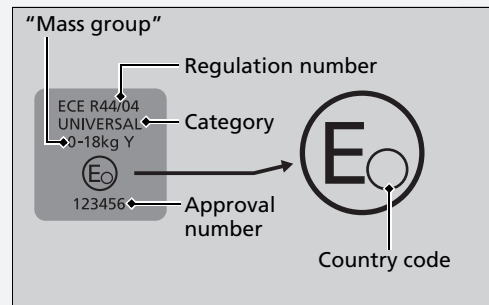 “Mass group”
Regulation number
ECE R44/04
UNIVERSAL
Category
0-18kg Y
E
E
123456
Approval
number
Country code